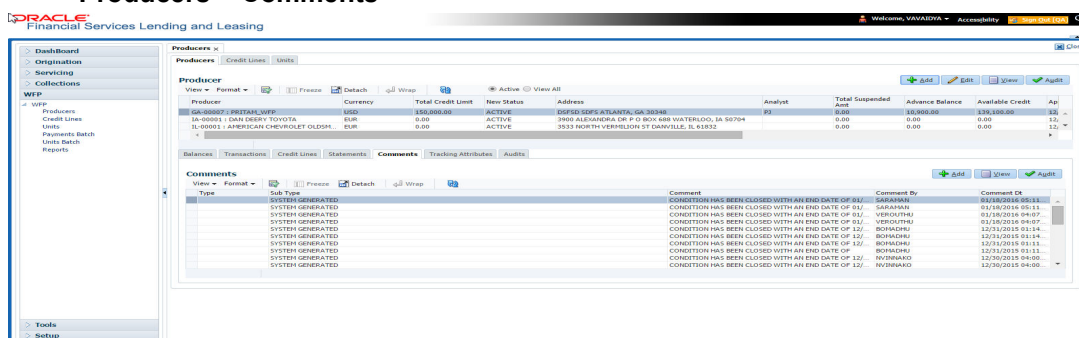 Producers - Comments
ORACLE
Financial Services Lending and Leasing
Welcome, VAVAIDYA Accessibility Sign Out (QA)
Clo
DashBoard
Origination
Servicing
Collections
WFP
WFP
Producers
Credit Lines
Units
Payments Batch
Units Batch
Reports
Tools
Setup
Producers
Producers Credit Lines Units
Producer
Add Edit View Audit
View Format Freeze Detach Wrap Active View All
Producer Currency Total Credit Limit New Status Address Analyst Total Suspended Amt Advance Balance Available Credit Ap
GA-00007 : PRITAM_WFP USD 150,000.00 ACTIVE DSFSD SDFS ATLANTA, GA 30348 PJ 0.00 10,900.00 139,100.00 12,
IA-00001 : DAN DEERY TOYOTA EUR 0.00 ACTIVE 3900 ALEXANDRA DR P O BOX 688 WATERLOO, IA 50704 0.00 0.00 0.00 12,
IL-00001 : AMERICAN CHEVROLET OLDSM... EUR 0.00 ACTIVE 3533 NORTH VERMILION ST DANVILLE, IL 61832 0.00 0.00 0.00 12,
Balances Transactions Credit Lines Statements Comments Tracking Attributes Audits
Comments
Add View Audit
View Format Freeze Detach Wrap
Type Sub Type Comment Comment By Comment Dt
SYSTEM GENERATED CONDITION HAS BEEN CLOSED WITH AN END DATE OF 01/... SARAMAN 01/18/2016 05:11...
SYSTEM GENERATED CONDITION HAS BEEN CLOSED WITH AN END DATE OF 01/... SARAMAN 01/18/2016 05:11...
SYSTEM GENERATED CONDITION HAS BEEN CLOSED WITH AN END DATE OF 01/... VEROUTHU 01/18/2016 04:07...
SYSTEM GENERATED CONDITION HAS BEEN CLOSED WITH AN END DATE OF 01/... VEROUTHU 01/18/2016 04:07...
SYSTEM GENERATED CONDITION HAS BEEN CLOSED WITH AN END DATE OF 12/... BOMADHU 12/31/2015 01:14...
SYSTEM GENERATED CONDITION HAS BEEN CLOSED WITH AN END DATE OF 12/... BOMADHU 12/31/2015 01:14...
SYSTEM GENERATED CONDITION HAS BEEN CLOSED WITH AN END DATE OF 12/... BOMADHU 12/31/2015 01:11...
SYSTEM GENERATED CONDITION HAS BEEN CLOSED WITH AN END DATE OF 12/... BOMADHU 12/31/2015 01:11...
SYSTEM GENERATED CONDITION HAS BEEN CLOSED WITH AN END DATE OF 12/... NVINNAKO 12/30/2015 04:00...
SYSTEM GENERATED CONDITION HAS BEEN CLOSED WITH AN END DATE OF 12/... NVINNAKO 12/30/2015 04:00...